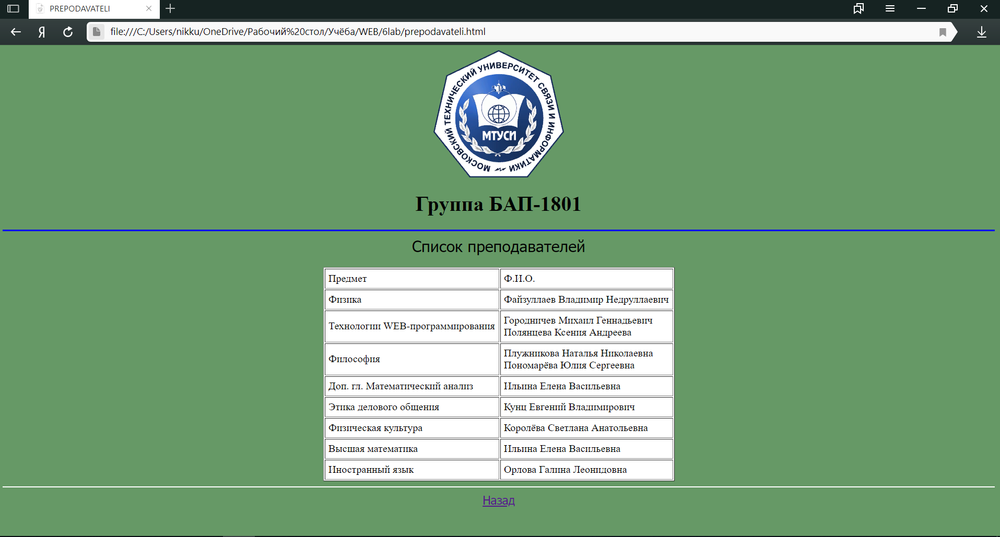 PREPODAVATELI
file:///C:/Users/nikku/OneDrive/Рабочий%20стол/Учёба/WEB/6lab/prepodavateli.html
МОСКОВСКИЙ ТЕХНИЧЕСКИЙ УНИВЕРСИТЕТ СВЯЗИ И ИНФОРМАТИКИ
МТУСИ
Группа БАП-1801
Список преподавателей
Предмет Ф.И.О.
Физика Файзуллаев Владимир Недруллаевич
Технологии WEB-программирования Городничев Михаил Геннадьевич
Полянцева Ксения Андреева
Философия Плужникова Наталья Николаевна
Пономарёва Юлия Сергеевна
Доп. гл. Математический анализ Ильина Елена Васильевна
Этика делового общения Кунц Евгений Владимирович
Физическая культура Королёва Светлана Анатольевна
Высшая математика Ильина Елена Васильевна
Иностранный язык Орлова Галина Леонидовна
Назад